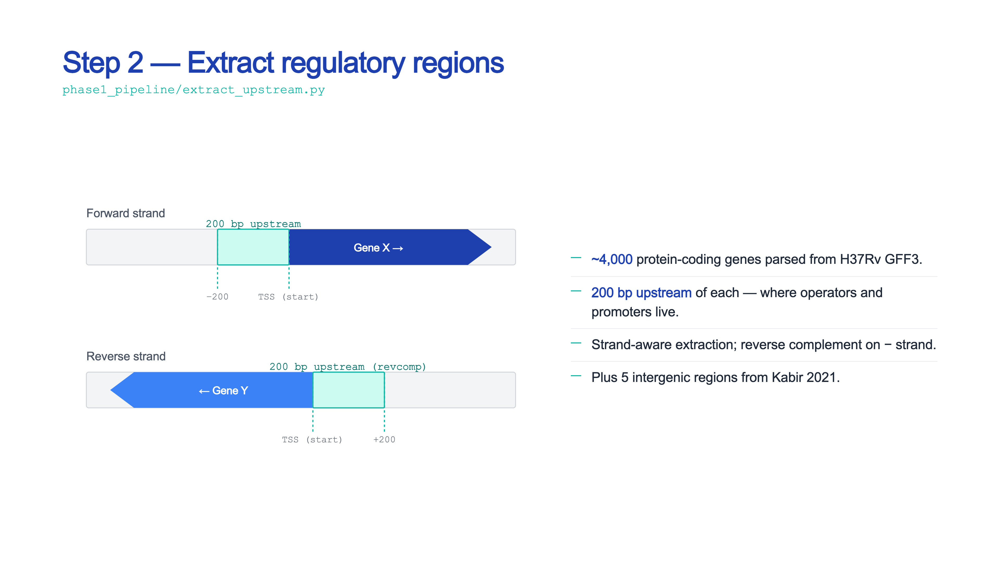 Step 2 — Extract regulatory regions
phase1_pipeline/extract_upstream.py
Forward strand
200 bp upstream
Gene X →
−200
TSS (start)
Reverse strand
200 bp upstream (revcomp)
← Gene Y
TSS (start)
+200
~4,000 protein-coding genes parsed from H37Rv GFF3.
200 bp upstream of each — where operators and
promoters live.
Strand-aware extraction; reverse complement on − strand.
Plus 5 intergenic regions from Kabir 2021.